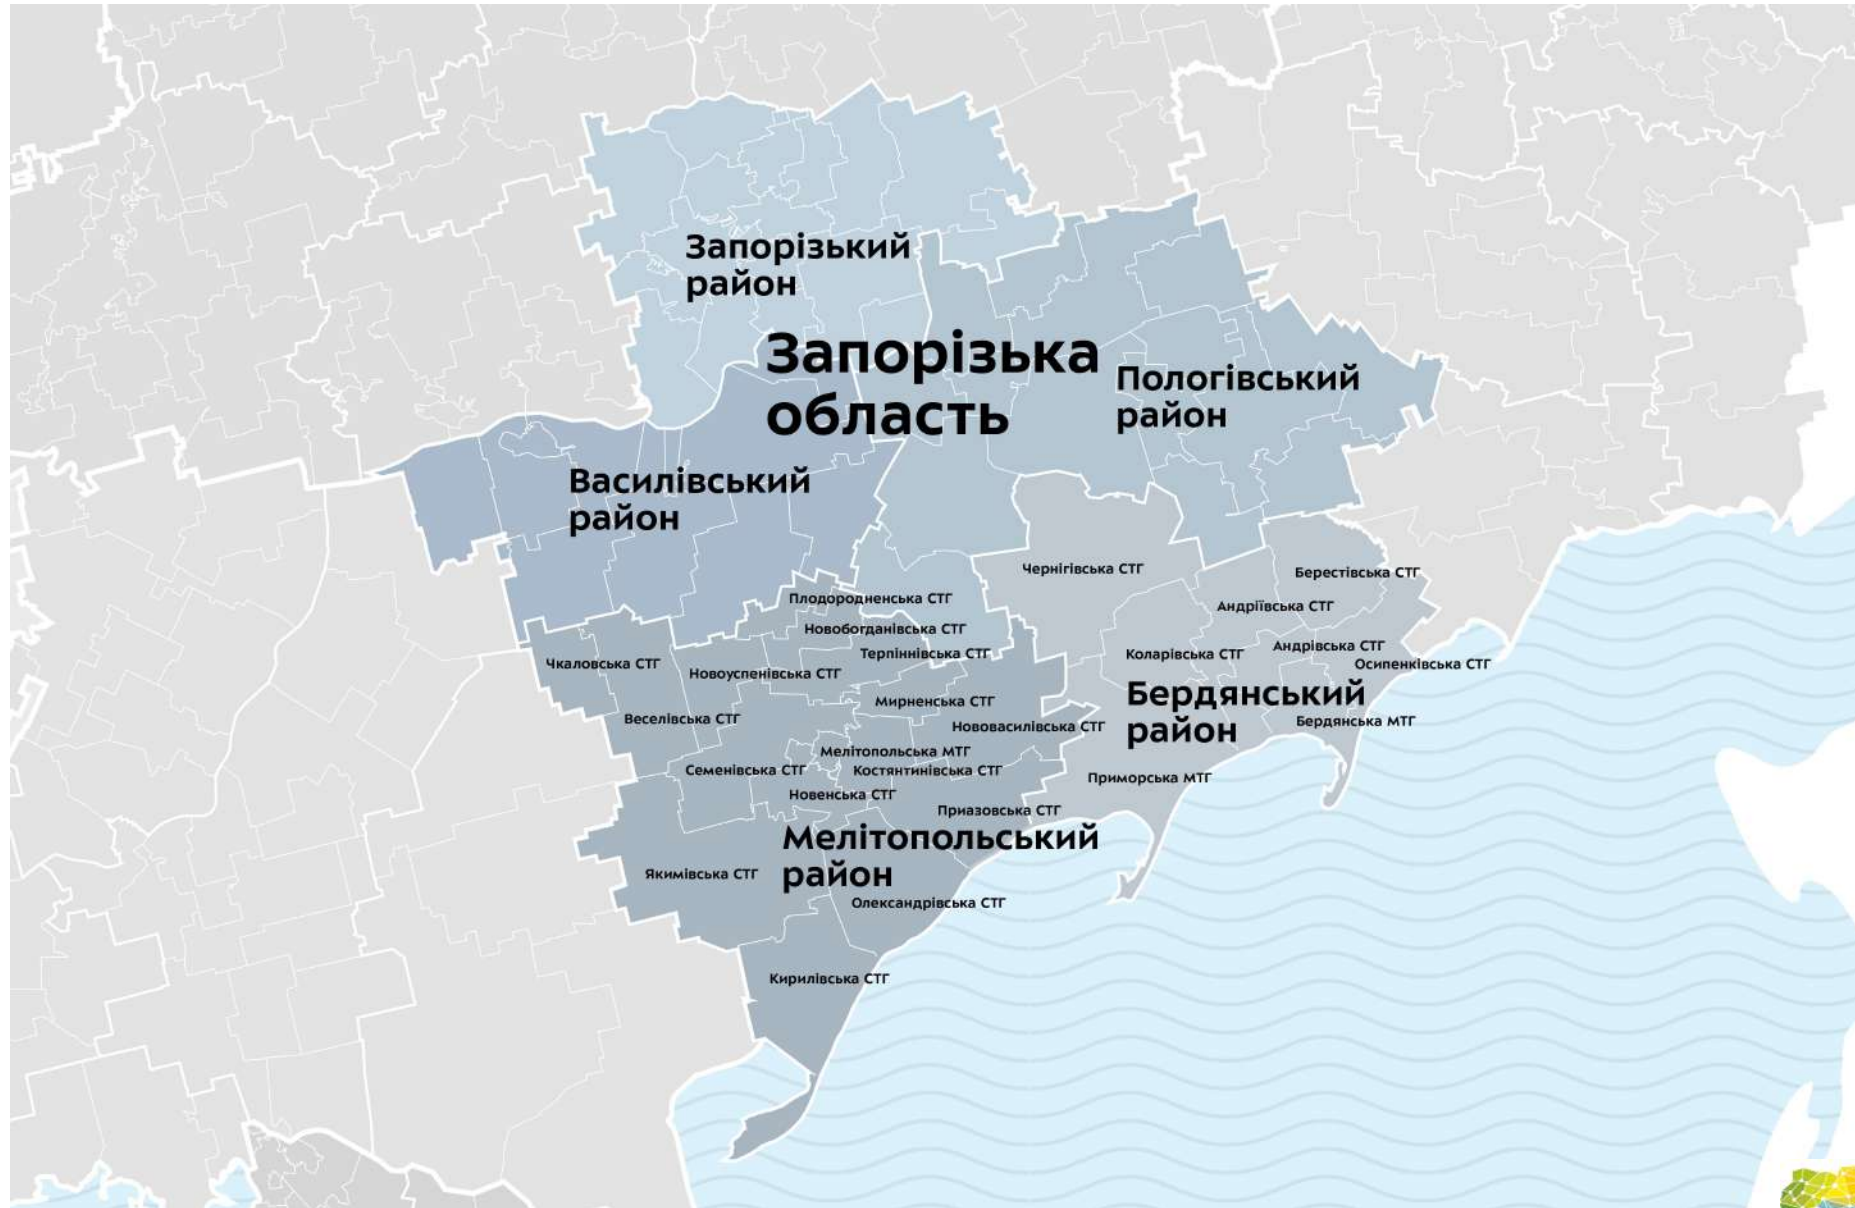 Запорізький
район
Запорізька
область
Пологівський
район
Василівський
район
Чернігівська СТГ
Берестівська СТГ
Плодородненська СТГ
Андріївська СТГ
Новобогданівська СТГ
Андрівська СТГ
Терпіннівська СТГ
Коларівська СТГ
Чкаловська СТГ
Осипенківська СТГ
Новоуспенівська СТГ
Бердянський
район
Мирненська СТГ
Веселівська СТГ
Бердянська МТГ
Нововасилівська СТГ
Мелітопольська МТГ
Семенівська СТГ
Костянтинівська СТГ
Приморська МТГ
Новенська СТГ
Приазовська СТГ
Мелітопольський
район
Якимівська СТГ
Олександрівська СТГ
Кирилівська СТГ